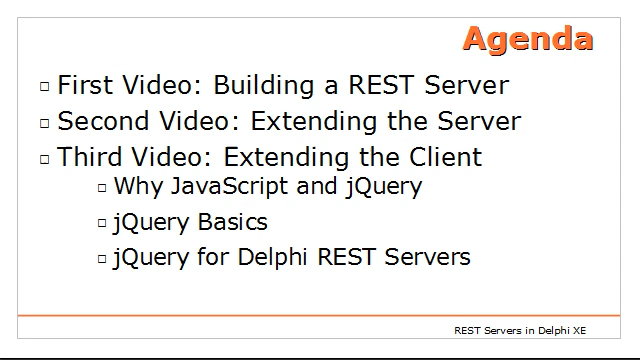 Agenda
First Video: Building a REST Server
Second Video: Extending the Server
Third Video: Extending the Client
Why JavaScript and jQuery
jQuery Basics
jQuery for Delphi REST Servers
REST Servers in Delphi XE